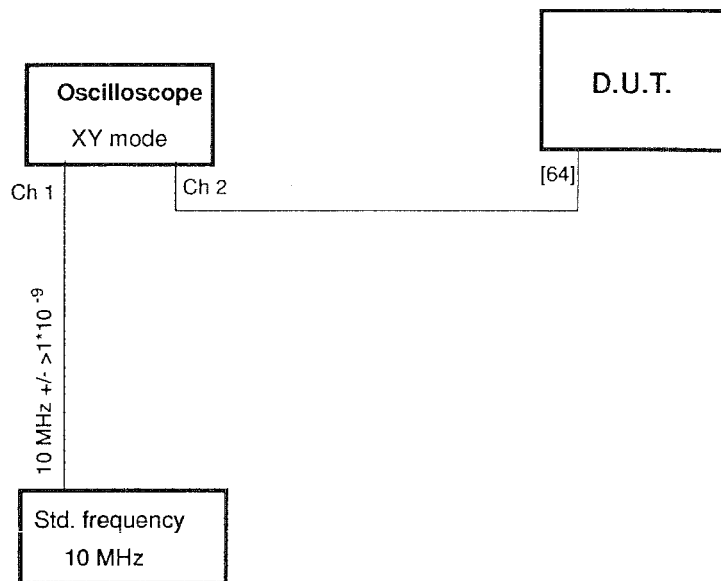 D.U.T.
Oscilloscope
XY mode
Ch 1
Ch 2
[64]
10 MHz +/- >1*10 -9
Std. frequency
10 MHz